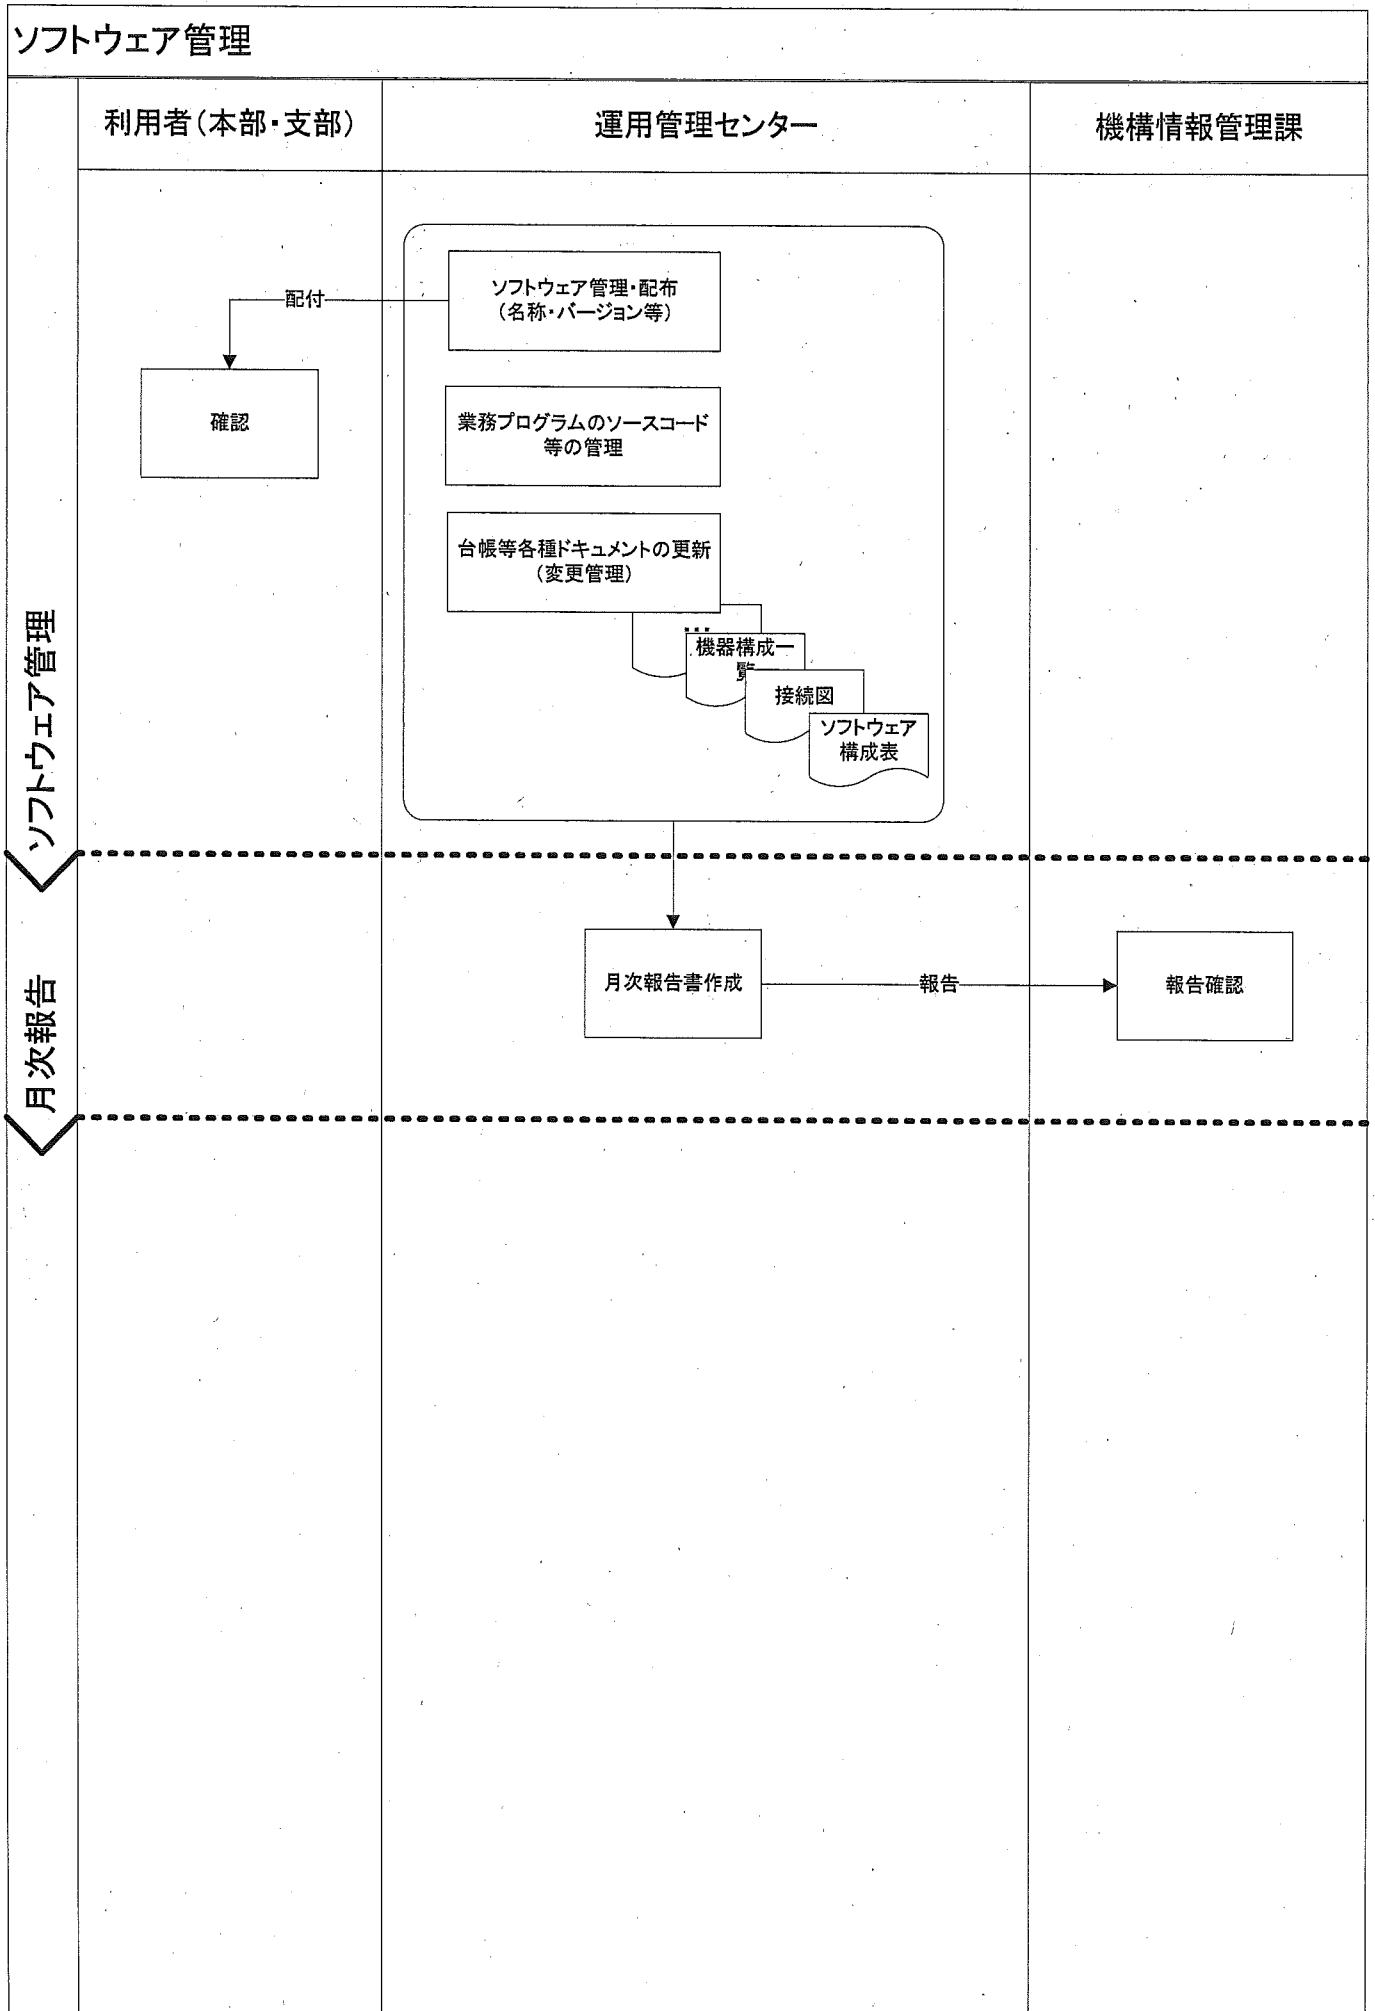 ソフトウェア管理
利用者(本部・支部)
運用管理センター
機構情報管理課
ソフトウェア管理
ソフトウェア管理・配布
(名称・バージョン等)
配付
確認
業務プログラムのソースコード
等の管理
台帳等各種ドキュメントの更新
(変更管理)
...
機器構成一
覧
接続図
ソフトウェア
構成表
月次報告
月次報告書作成
報告
報告確認